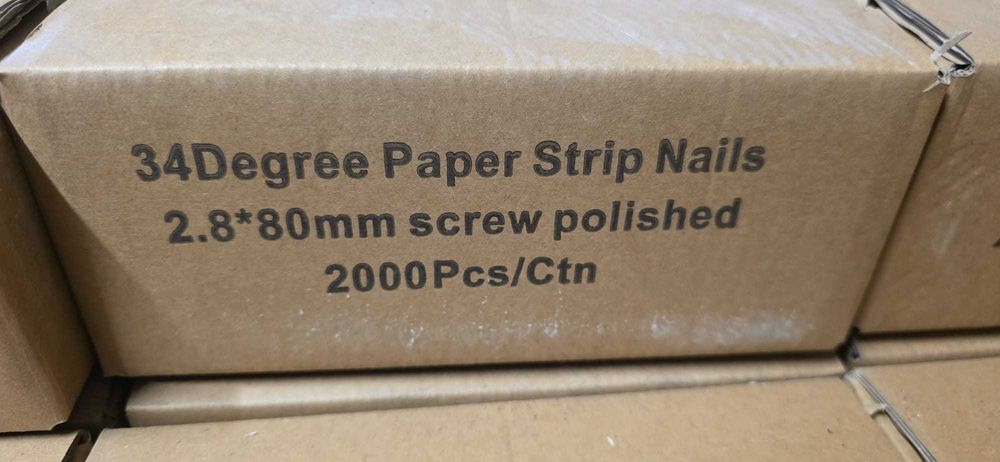 34Degree Paper Strip Nails
2.8*80mm screw polished
2000Pcs/Ctn